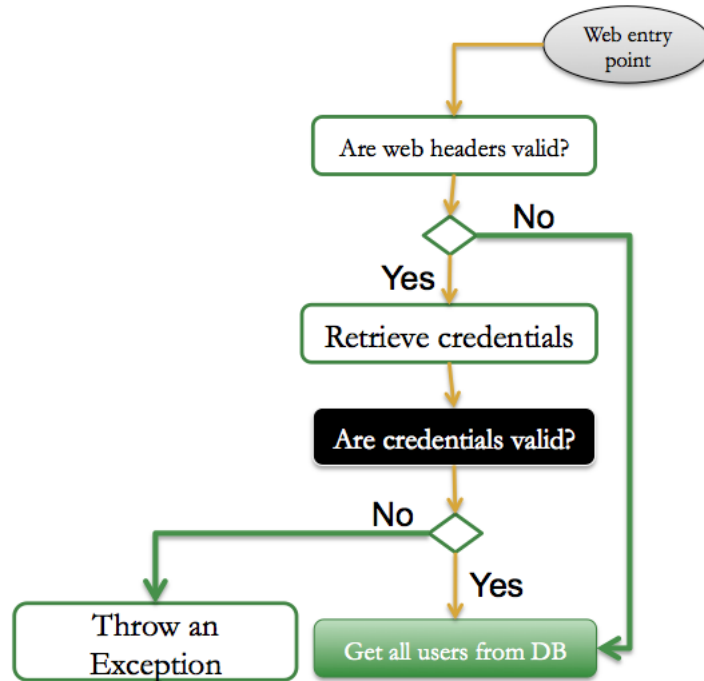 Web entry
point
Are web headers valid?
No
Yes
Retrieve credentials
Are credentials valid?
No
Yes
Throw an
Exception
Get all users from DB